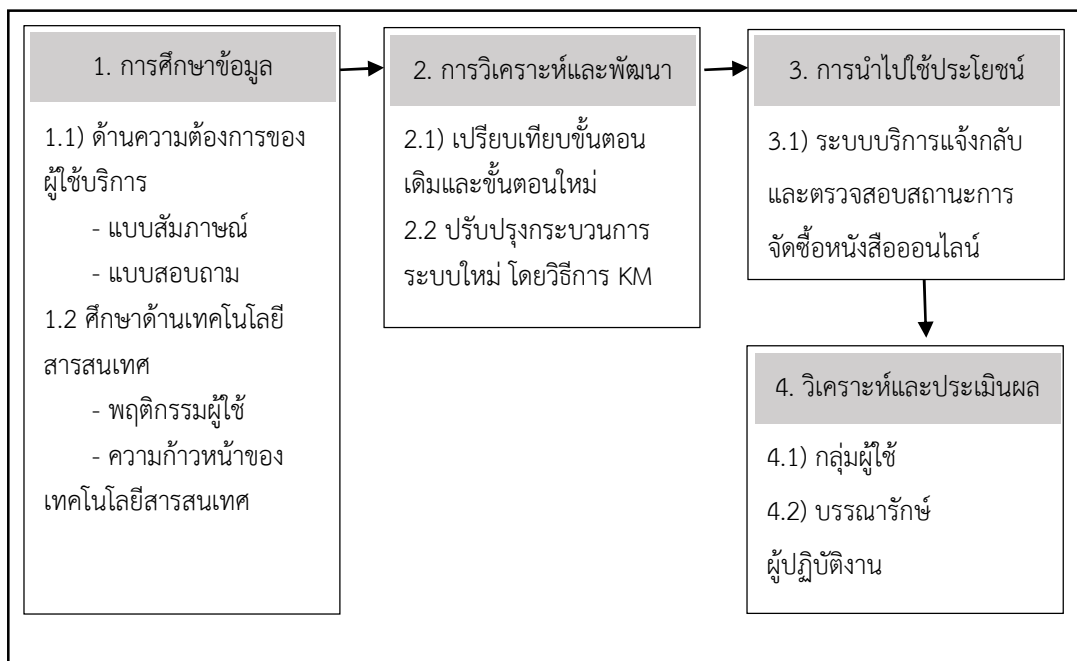 1. การศึกษาข้อมูล
1.1) ด้านความต้องการของ
ผู้ใช้บริการ
- แบบสัมภาษณ์
- แบบสอบถาม
1.2 ศึกษาด้านเทคโนโลยี
สารสนเทศ
- พฤติกรรมผู้ใช้
- ความก้าวหน้าของ
เทคโนโลยีสารสนเทศ
2. การวิเคราะห์และพัฒนา
2.1) เปรียบเทียบขั้นตอน
เดิมและขั้นตอนใหม่
2.2 ปรับปรุงกระบวนการ
ระบบใหม่ โดยวิธีการ KM
3. การนำไปใช้ประโยชน์
3.1) ระบบบริการแจ้งกลับ
และตรวจสอบสถานะการ
จัดซื้อหนังสือออนไลน์
4. วิเคราะห์และประเมินผล
4.1) กลุ่มผู้ใช้
4.2) บรรณารักษ์
ผู้ปฏิบัติงาน